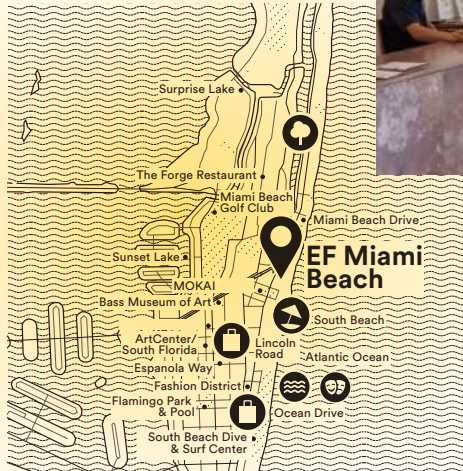 Surprise Lake
The Forge Restaurant
Miami Beach
Golf Club
Miami Beach Drive
EF Miami
Beach
Sunset Lake
MOKAI
Bass Museum of Art
South Beach
ArtCenter/
South Florida
Lincoln
Road
Atlantic Ocean
Espanola Way
Fashion District
Flamingo Park
& Pool
Ocean Drive
South Beach Dive
& Surf Center